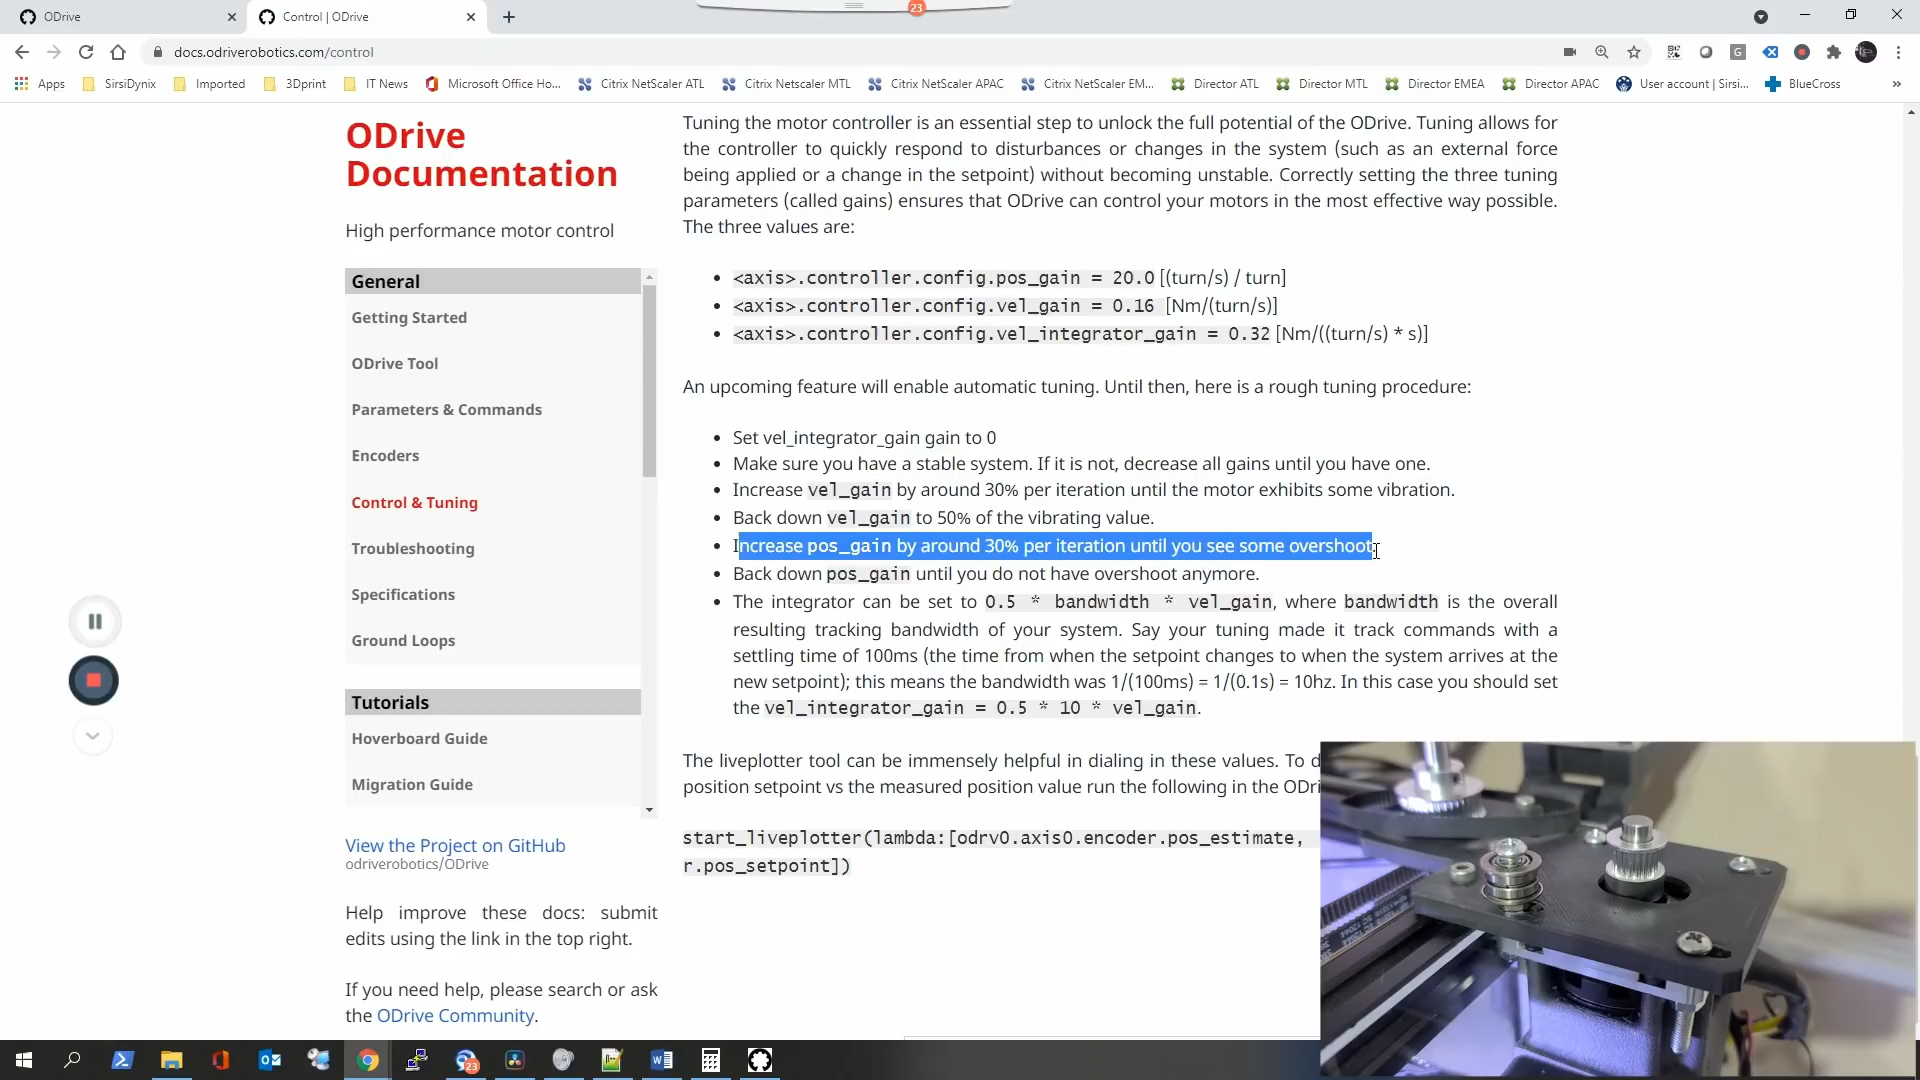 ODrive
Control | ODrive
23
docs.odriverobotics.com/control
Apps
SirsiDynix
Imported
3Dprint
IT News
Microsoft Office Ho...
Citrix NetScaler ATL
Citrix Netscaler MTL
Citrix NetScaler APAC
Citrix NetScaler EM...
Director ATL
Director MTL
Director EMEA
Director APAC
User account | Sirsi...
BlueCross
»
ODrive
Documentation
High performance motor control
General
Getting Started
ODrive Tool
Parameters & Commands
Encoders
Control & Tuning
Troubleshooting
Specifications
Ground Loops
Tutorials
Hoverboard Guide
Migration Guide
View the Project on GitHub
odriverobotics/ODrive
Help improve these docs: submit
edits using the link in the top right.
If you need help, please search or ask
the ODrive Community.
Tuning the motor controller is an essential step to unlock the full potential of the ODrive. Tuning allows for
the controller to quickly respond to disturbances or changes in the system (such as an external force
being applied or a change in the setpoint) without becoming unstable. Correctly setting the three tuning
parameters (called gains) ensures that ODrive can control your motors in the most effective way possible.
The three values are:
• <axis>.controller.config.pos_gain = 20.0 [(turn/s) / turn]
• <axis>.controller.config.vel_gain = 0.16 [Nm/(turn/s)]
• <axis>.controller.config.vel_integrator_gain = 0.32 [Nm/((turn/s) * s)]
An upcoming feature will enable automatic tuning. Until then, here is a rough tuning procedure:
• Set vel_integrator_gain gain to 0
• Make sure you have a stable system. If it is not, decrease all gains until you have one.
• Increase vel_gain by around 30% per iteration until the motor exhibits some vibration.
• Back down vel_gain to 50% of the vibrating value.
• Increase pos_gain by around 30% per iteration until you see some overshoot.
• Back down pos_gain until you do not have overshoot anymore.
• The integrator can be set to 0.5 * bandwidth * vel_gain, where bandwidth is the overall
resulting tracking bandwidth of your system. Say your tuning made it track commands with a
settling time of 100ms (the time from when the setpoint changes to when the system arrives at the
new setpoint); this means the bandwidth was 1/(100ms) = 1/(0.1s) = 10hz. In this case you should set
the vel_integrator_gain = 0.5 * 10 * vel_gain.
The liveplotter tool can be immensely helpful in dialing in these values. To d
position setpoint vs the measured position value run the following in the ODri
start_liveplotter(lambda:[odrv0.axis0.encoder.pos_estimate,
r.pos_setpoint])
23